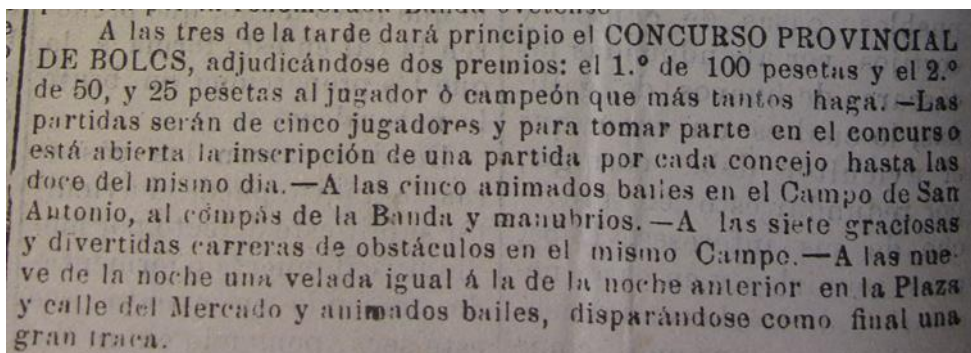 A las tres de la tarde dará principio el CONCURSO PROVINCIAL
DE BOLOS, adjudicándose dos premios: el 1.º de 100 pesetas y el 2.º
de 50, y 25 pesetas al jugador ò campeón que más tantos haga.—Las
partidas serán de cinco jugadores y para tomar parte en el concurso
está abierta la inscripción de una partida por cada concejo hasta las
doce del mismo dia.—A las cinco animados bailes en el Campo de San
Antonio, al compás de la Banda y manubrios.—A las siete graciosas
y divertidas carreras de obstáculos en el mismo Campo.—A las nue-
ve de la noche una velada igual á la de la noche anterior en la Plaza
y calle del Mercado y animados bailes, disparándose como final una
gran traca.